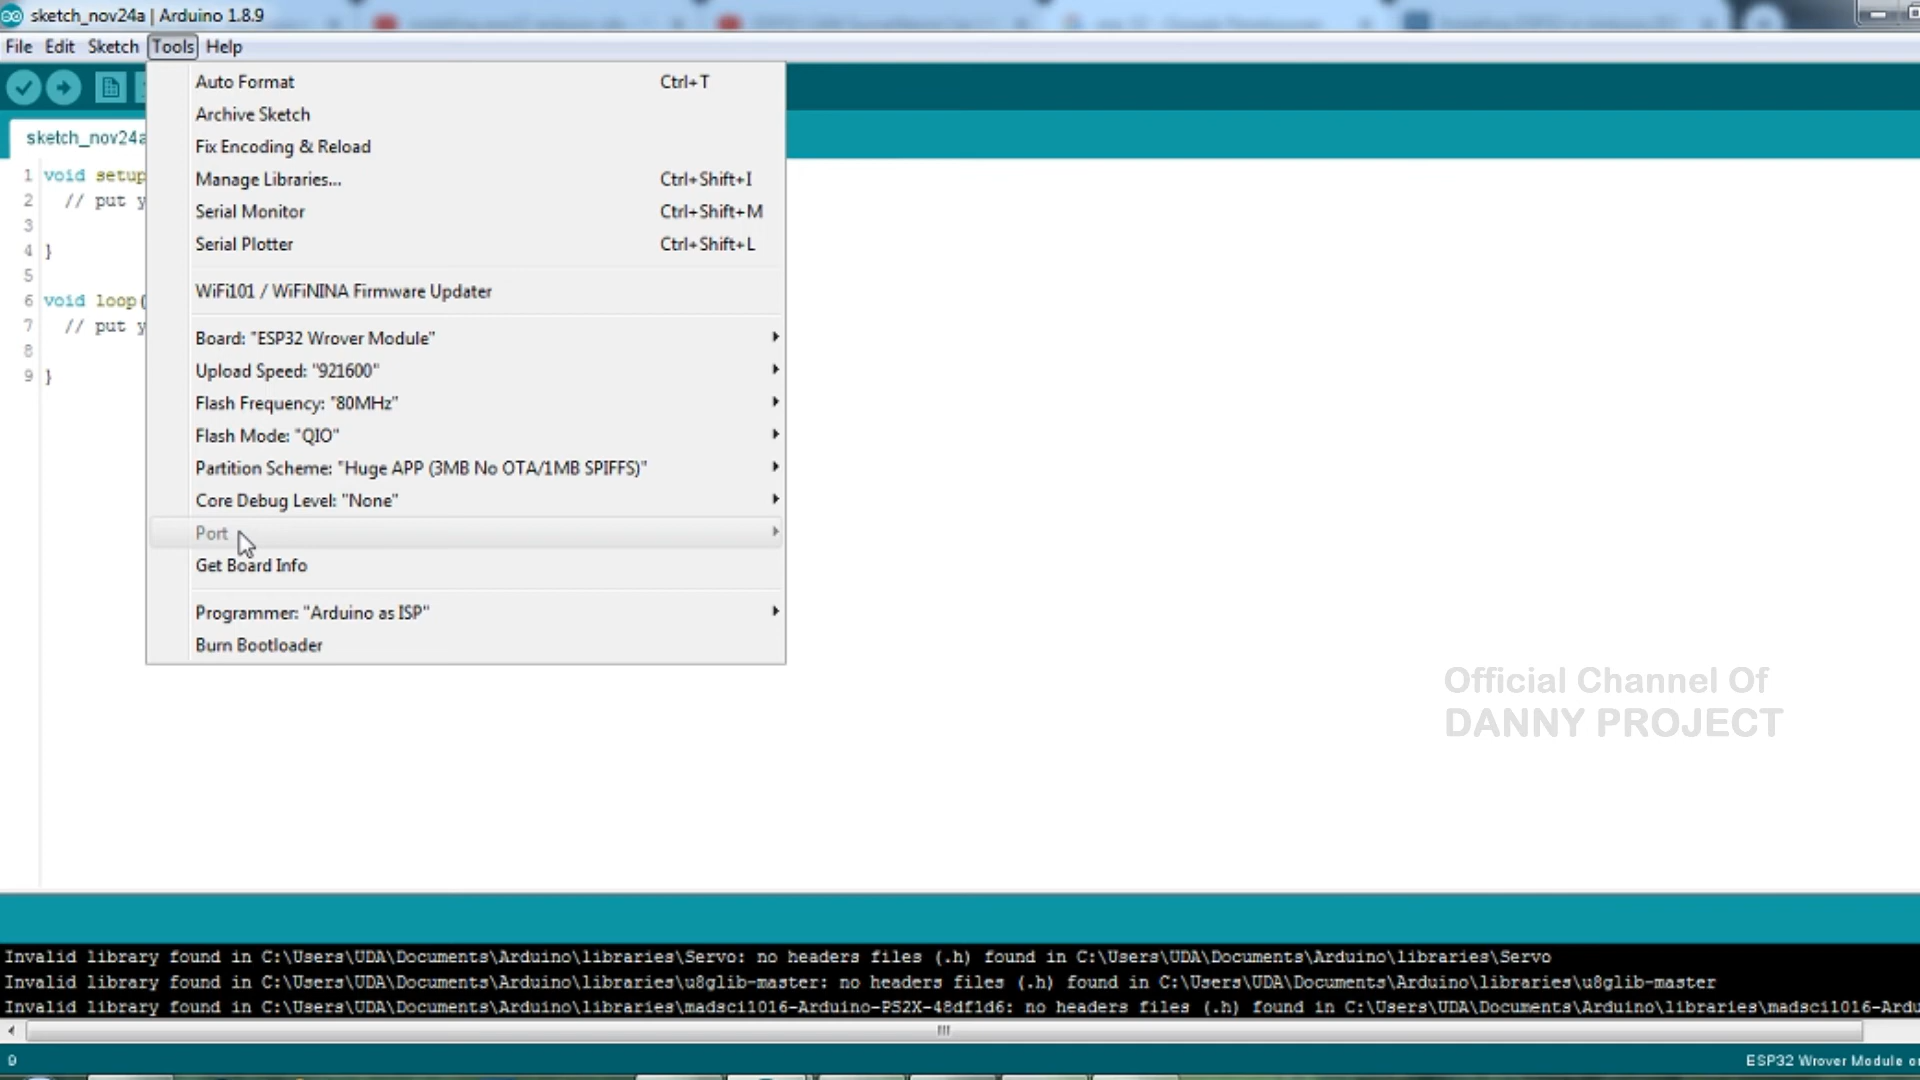 sketch_nov24a | Arduino 1.8.9
File Edit Sketch Tools Help
Auto Format Ctrl+T
Archive Sketch
Fix Encoding & Reload
Manage Libraries... Ctrl+Shift+I
Serial Monitor Ctrl+Shift+M
Serial Plotter Ctrl+Shift+L
WiFi101 / WiFiNINA Firmware Updater
Board: "ESP32 Wrover Module"
Upload Speed: "921600"
Flash Frequency: "80MHz"
Flash Mode: "QIO"
Partition Scheme: "Huge APP (3MB No OTA/1MB SPIFFS)"
Core Debug Level: "None"
Port
Get Board Info
Programmer: "Arduino as ISP"
Burn Bootloader
sketch_nov24a
1 void setup
2 // put y
3
4 }
5
6 void loop(
7 // put y
8
9 }
Official Channel Of
DANNY PROJECT
Invalid library found in C:\Users\UDA\Documents\Arduino\libraries\Servo: no headers files (.h) found in C:\Users\UDA\Documents\Arduino\libraries\Servo
Invalid library found in C:\Users\UDA\Documents\Arduino\libraries\u8glib-master: no headers files (.h) found in C:\Users\UDA\Documents\Arduino\libraries\u8glib-master
Invalid library found in C:\Users\UDA\Documents\Arduino\libraries\madsci1016-Arduino-PS2X-48df1d6: no headers files (.h) found in C:\Users\UDA\Documents\Arduino\libraries\madsci1016-Ardu
9 ESP32 Wrover Module o